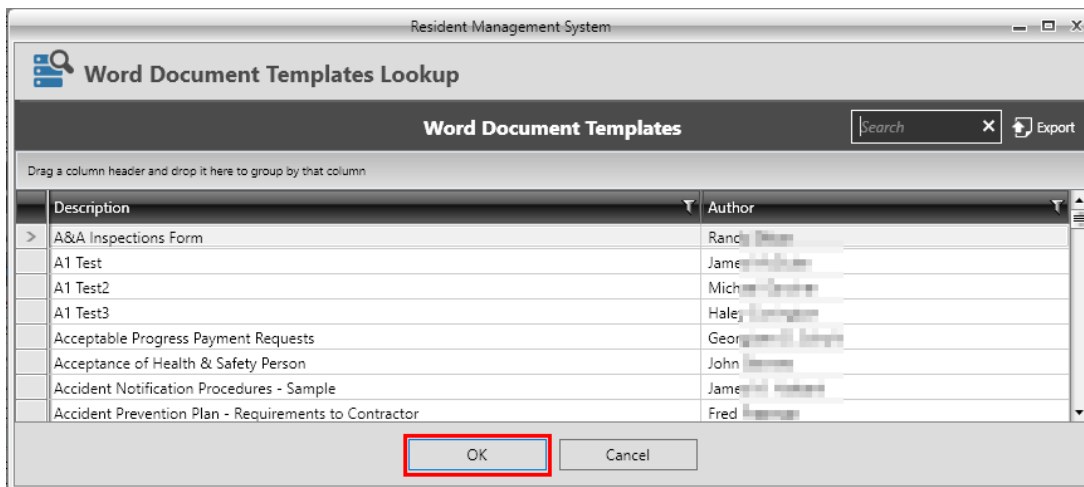 Resident Management System
Word Document Templates Lookup
Word Document Templates Search Export
Drag a column header and drop it here to group by that column
Description Author
A&A Inspections Form
A1 Test
A1 Test2
A1 Test3
Acceptable Progress Payment Requests
Acceptance of Health & Safety Person John
Accident Notification Procedures - Sample
Accident Prevention Plan - Requirements to Contractor Fred
OK Cancel